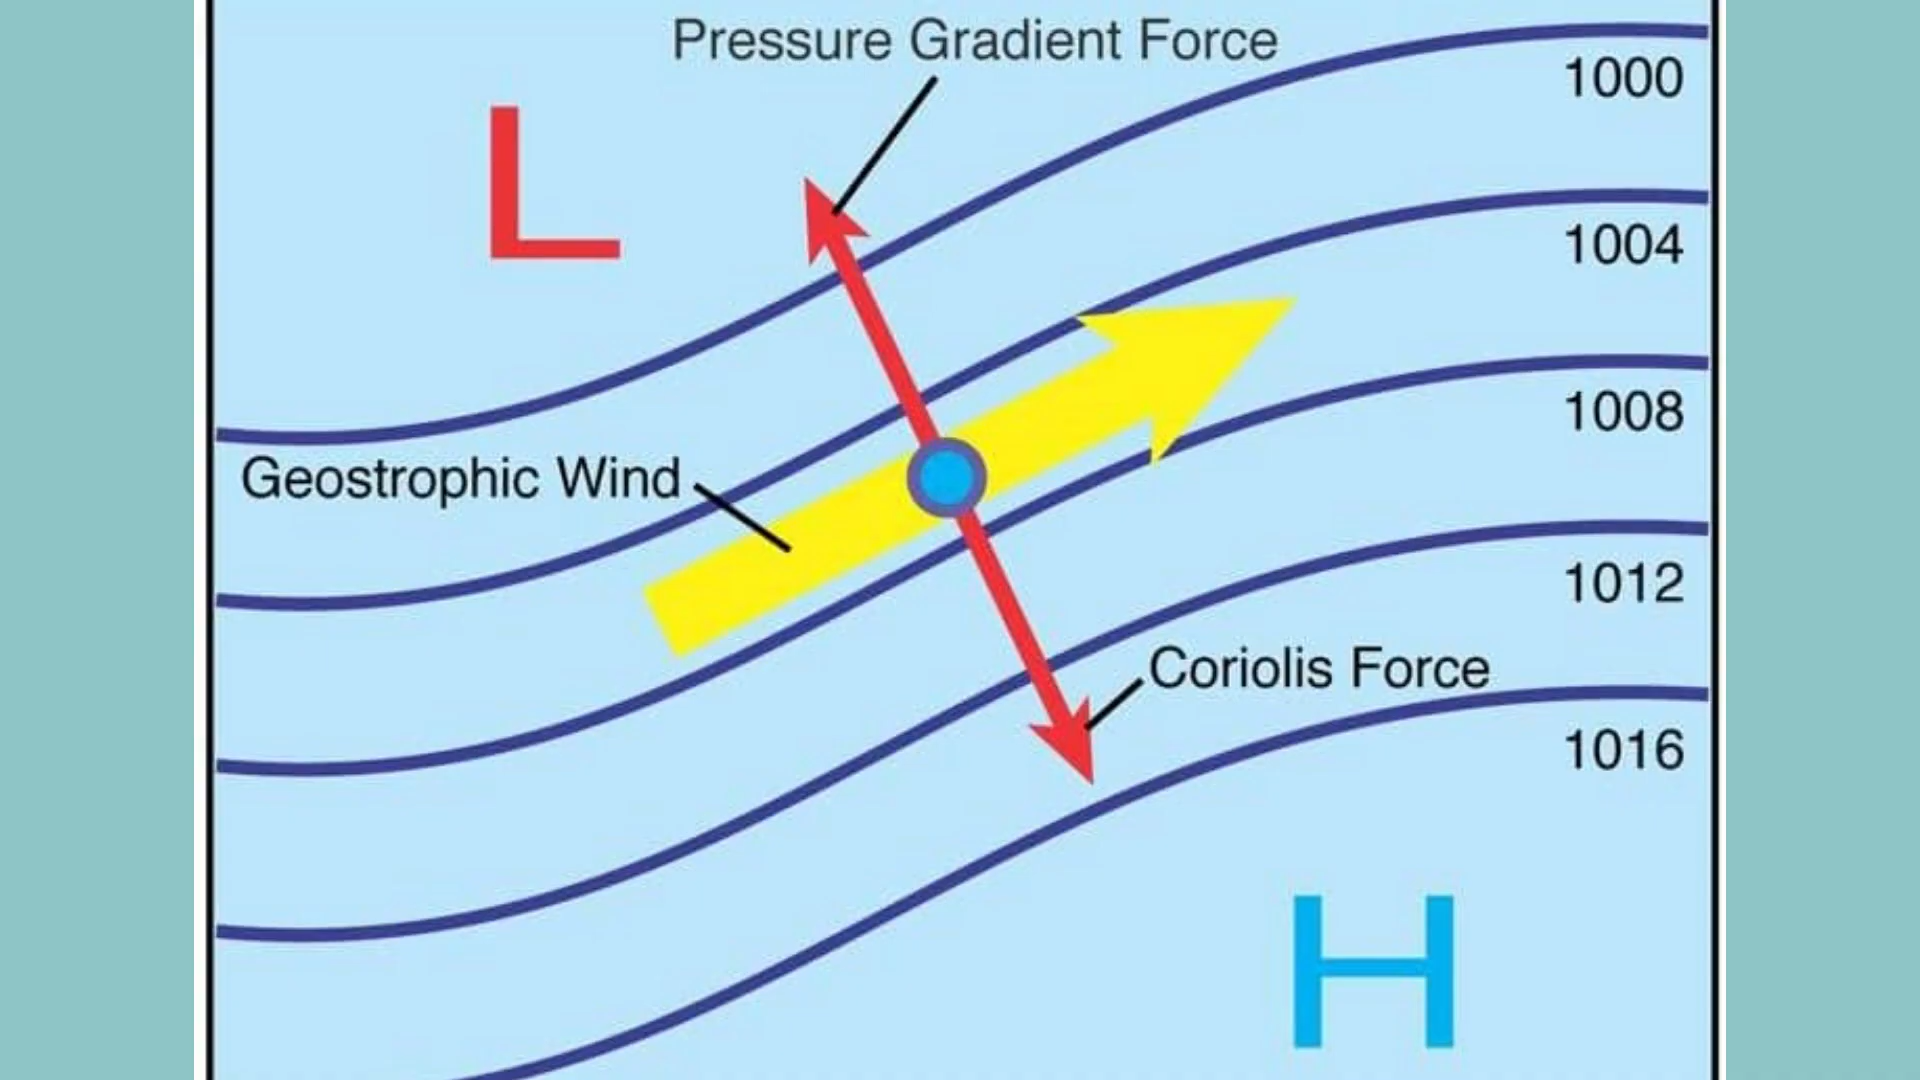 Pressure Gradient Force
1000
L
1004
1008
Geostrophic Wind
1012
Coriolis Force
1016
H